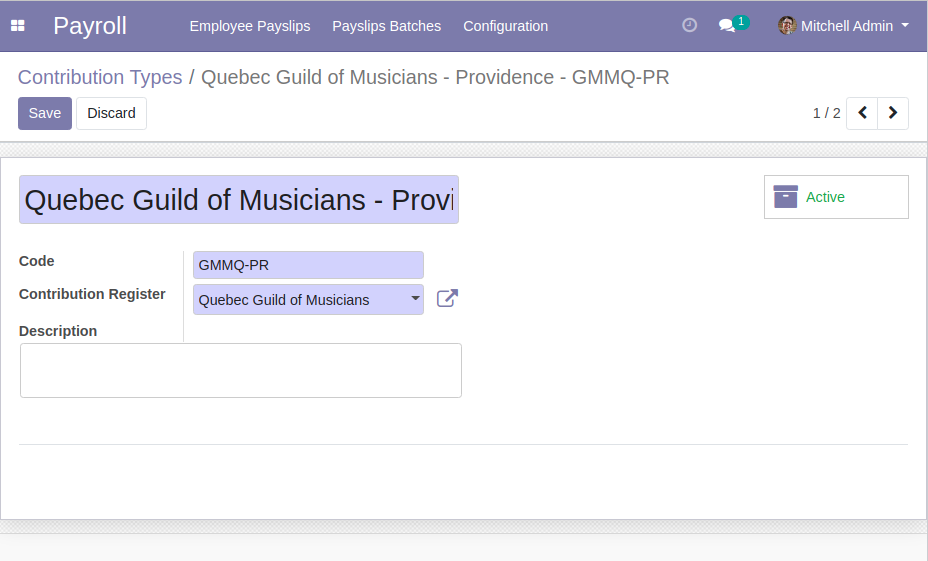 Payroll Employee Payslips Payslips Batches Configuration 1 Mitchell Admin
Contribution Types / Quebec Guild of Musicians - Providence - GMMQ-PR
Save Discard 1 / 2
Quebec Guild of Musicians - Provi
Active
Code GMMQ-PR
Contribution Register Quebec Guild of Musicians
Description